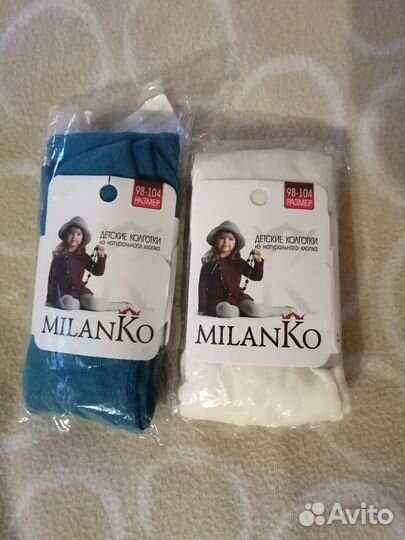 98-104
РАЗМЕР
ДЕТСКИЕ КОЛГОТКИ
из натурального хлопка
MILANKO
98-104
РАЗМЕР
ДЕТСКИЕ КОЛГОТКИ
из натурального хлопка
MILANKO
Avito